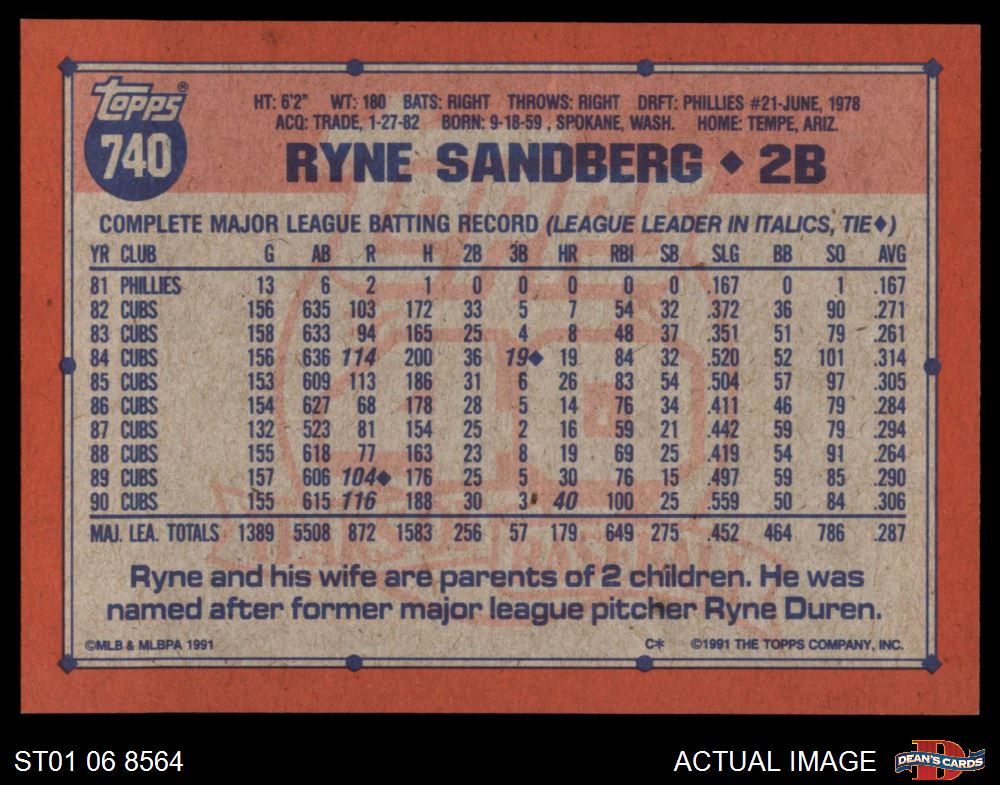 topps®
740
HT: 6'2" WT: 180 BATS: RIGHT THROWS: RIGHT DRFT: PHILLIES #21-JUNE, 1978
ACQ: TRADE, 1-27-82 BORN: 9-18-59 , SPOKANE, WASH. HOME: TEMPE, ARIZ.
RYNE SANDBERG ◆ 2B
COMPLETE MAJOR LEAGUE BATTING RECORD (LEAGUE LEADER IN ITALICS, TIE◆)
YR CLUB G AB R H 2B 3B HR RBI SB SLG BB SO AVG
81 PHILLIES 13 6 2 1 0 0 0 0 0 .167 0 1 .167
82 CUBS 156 635 103 172 33 5 7 54 32 .372 36 90 .271
83 CUBS 158 633 94 165 25 4 8 48 37 .351 51 79 .261
84 CUBS 156 636 114 200 36 19◆ 19 84 32 .520 52 101 .314
85 CUBS 153 609 113 186 31 6 26 83 54 .504 57 97 .305
86 CUBS 154 627 68 178 28 5 14 76 34 .411 46 79 .284
87 CUBS 132 523 81 154 25 2 16 59 21 .442 59 79 .294
88 CUBS 155 618 77 163 23 8 19 69 25 .419 54 91 .264
89 CUBS 157 606 104◆ 176 25 5 30 76 15 .497 59 85 .290
90 CUBS 155 615 116 188 30 3 40 100 25 .559 50 84 .306
MAJ. LEA. TOTALS 1389 5508 872 1583 256 57 179 649 275 .452 464 786 .287
40
YEARS OF BASEBALL
Ryne and his wife are parents of 2 children. He was
named after former major league pitcher Ryne Duren.
©MLB & MLBPA 1991 C* ©1991 THE TOPPS COMPANY, INC.
ST01 06 8564 ACTUAL IMAGE
DEAN'S CARDS